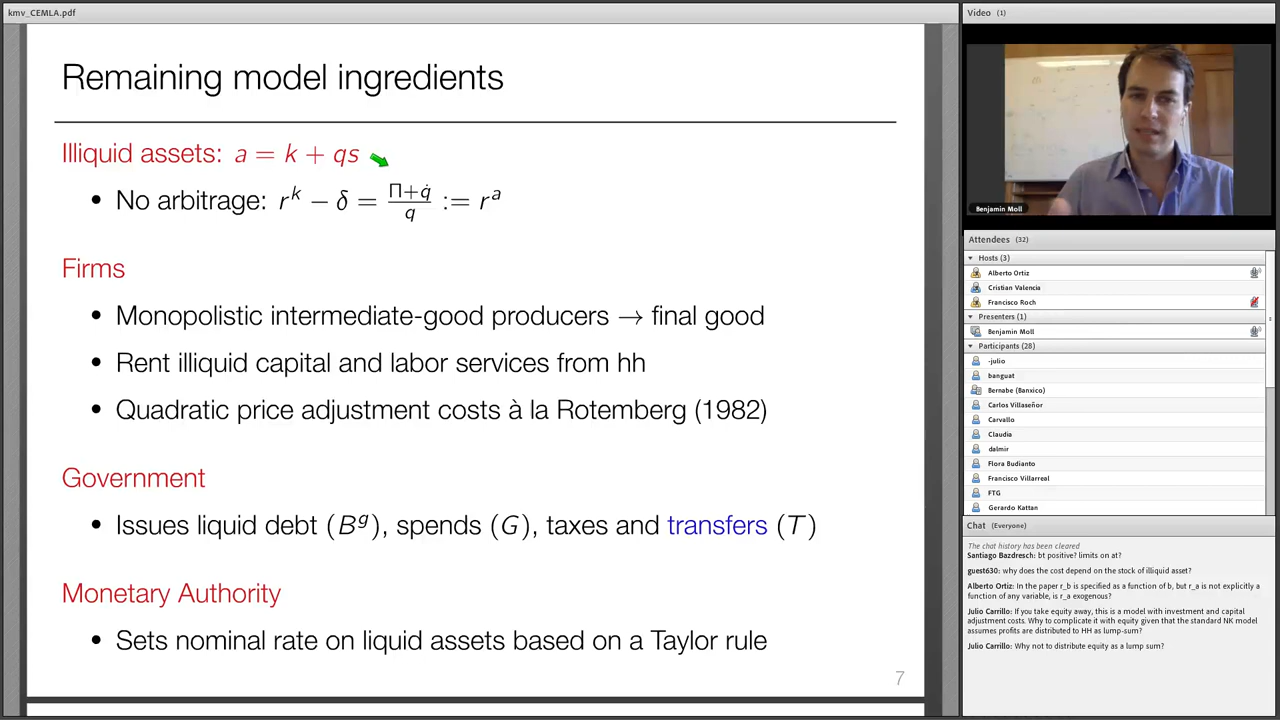 kmv_CEMLA.pdf
Remaining model ingredients
Illiquid assets: a = k + qs
• No arbitrage: r^k − δ = (Π+q̇)/q := r^a
Firms
• Monopolistic intermediate-good producers → final good
• Rent illiquid capital and labor services from hh
• Quadratic price adjustment costs à la Rotemberg (1982)
Government
• Issues liquid debt (B^g), spends (G), taxes and transfers (T)
Monetary Authority
• Sets nominal rate on liquid assets based on a Taylor rule
7
Video (1)
Benjamin Moll
Attendees (32)
Hosts (3)
Alberto Ortiz
Cristian Valencia
Francisco Roch
Presenters (1)
Benjamin Moll
Participants (28)
-julio
banguat
Bernabe (Banxico)
Carlos Villaseñor
Carvallo
Claudia
dalmir
Flora Budianto
Francisco Villarreal
FTG
Gerardo Kattan
Chat (Everyone)
The chat history has been cleared
Santiago Bazdresch: bt positive? limits on at?
guest630: why does the cost depend on the stock of illiquid asset?
Alberto Ortiz: In the paper r_b is specified as a function of b, but r_a is not explicitly a
function of any variable, is r_a exogenous?
Julio Carrillo: If you take equity away, this is a model with investment and capital
adjustment costs. Why to complicate it with equity given that the standard NK model
assumes profits are distributed to HH as lump-sum?
Julio Carrillo: Why not to distribute equity as a lump sum?